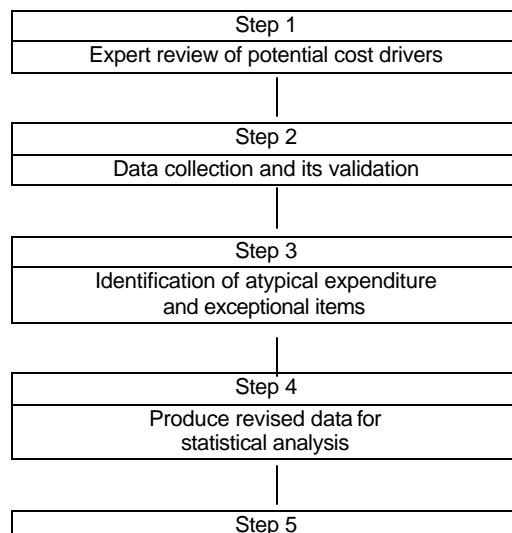 Step 1
Expert review of potential cost drivers
Step 2
Data collection and its validation
Step 3
Identification of atypical expenditure
and exceptional items
Step 4
Produce revised data for
statistical analysis
Step 5